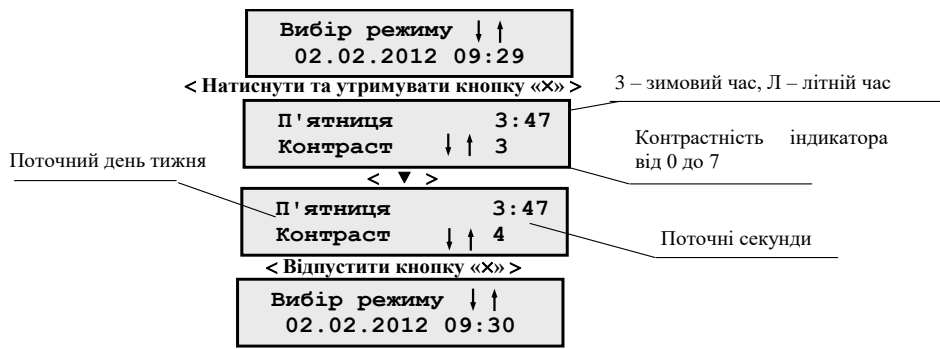 Вибір режиму ↓ ↑
02.02.2012 09:29
< Натиснути та утримувати кнопку «×» >
З – зимовий час, Л – літній час
П'ятниця З:47
Контраст ↓ ↑ 3
Контрастність індикатора
від 0 до 7
Поточний день тижня
< ▼ >
П'ятниця З:47
Контраст ↓ ↑ 4
Поточні секунди
< Відпустити кнопку «×» >
Вибір режиму ↓ ↑
02.02.2012 09:30